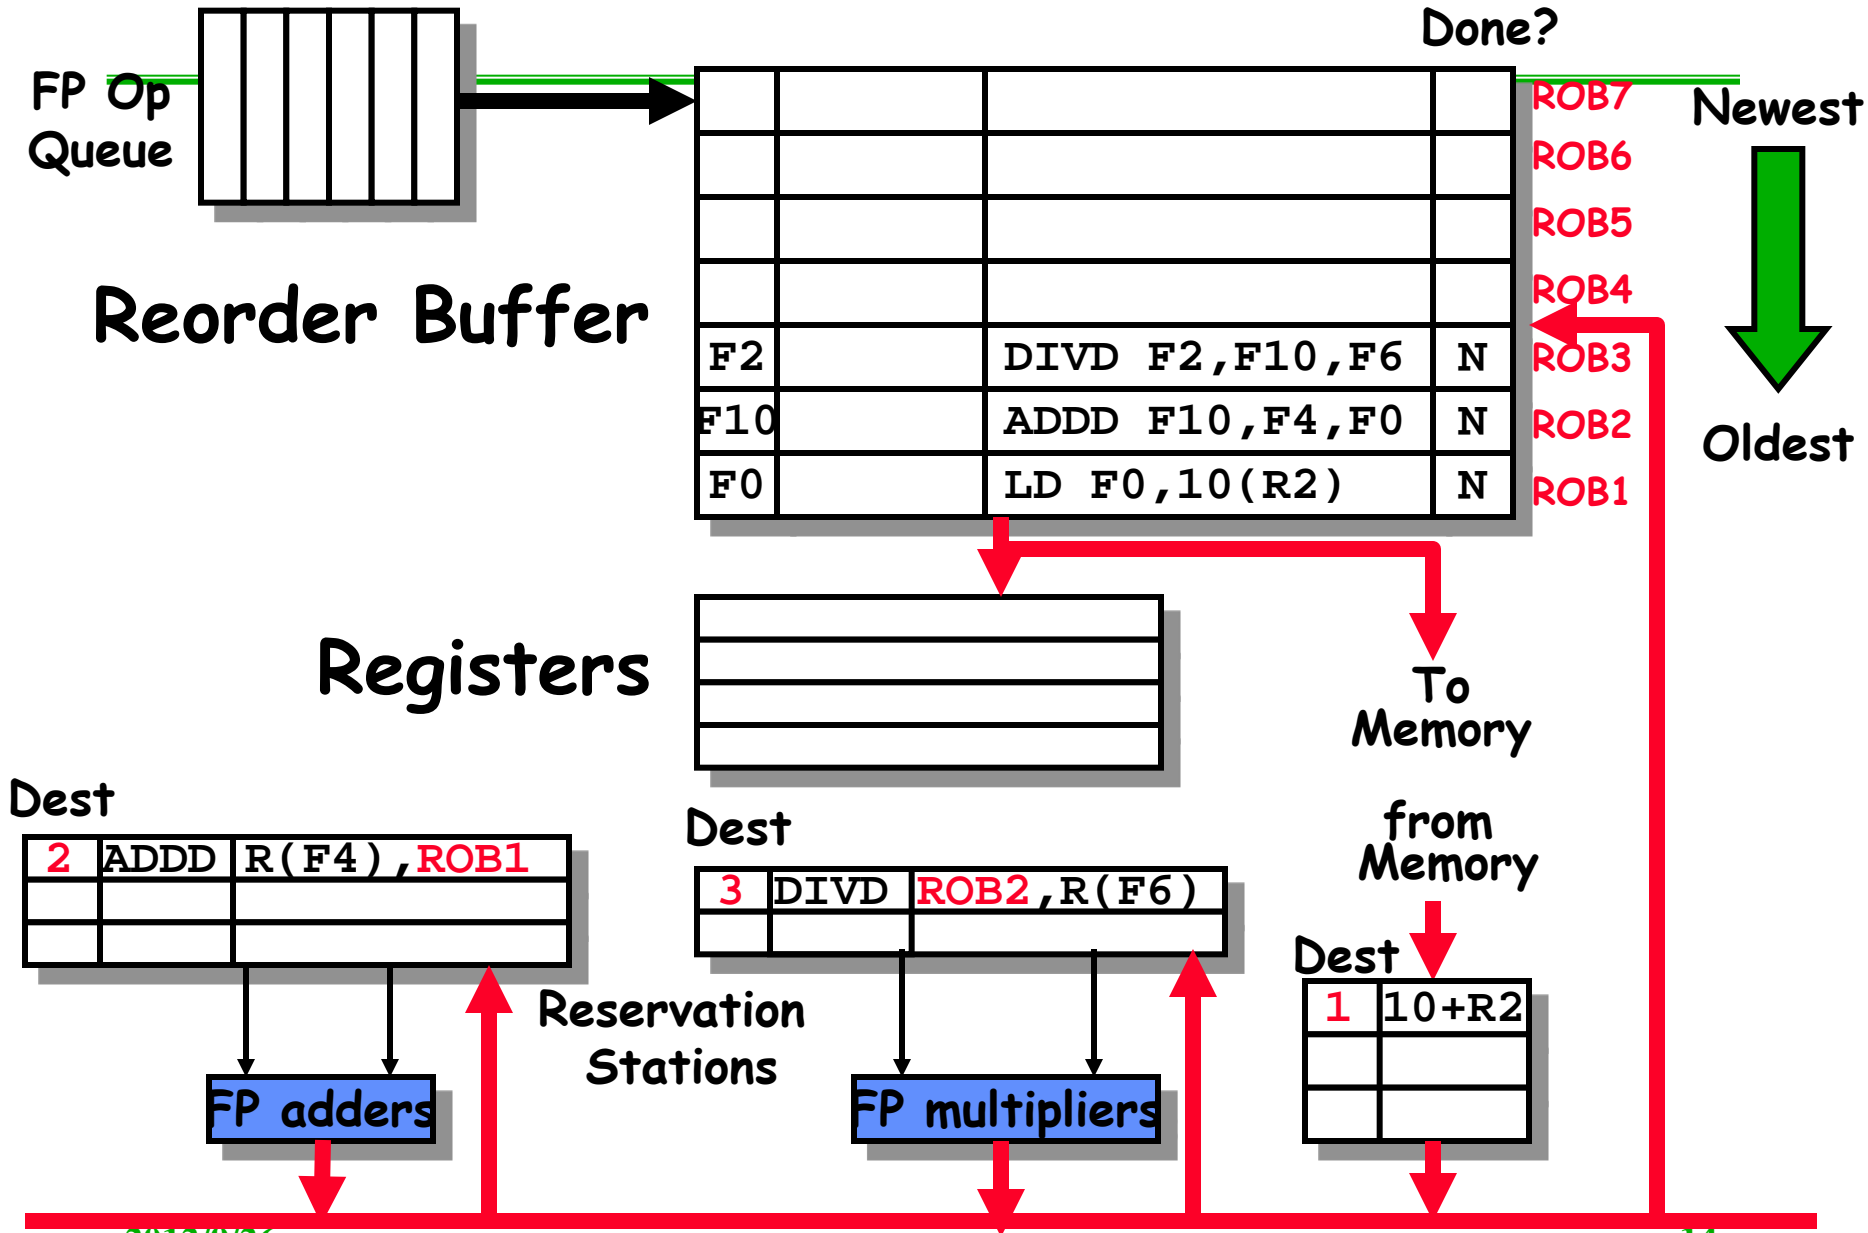 Done?
FP Op
Queue
ROB7
Newest
ROB6
ROB5
ROB4
Reorder Buffer
F2 DIVD F2,F10,F6 N ROB3
F10 ADDD F10,F4,F0 N ROB2
Oldest
F0 LD F0,10(R2) N ROB1
Registers
To
Memory
from
Memory
Dest
2 ADDD R(F4),ROB1
Dest
3 DIVD ROB2,R(F6)
Dest
1 10+R2
Reservation
Stations
FP adders
FP multipliers